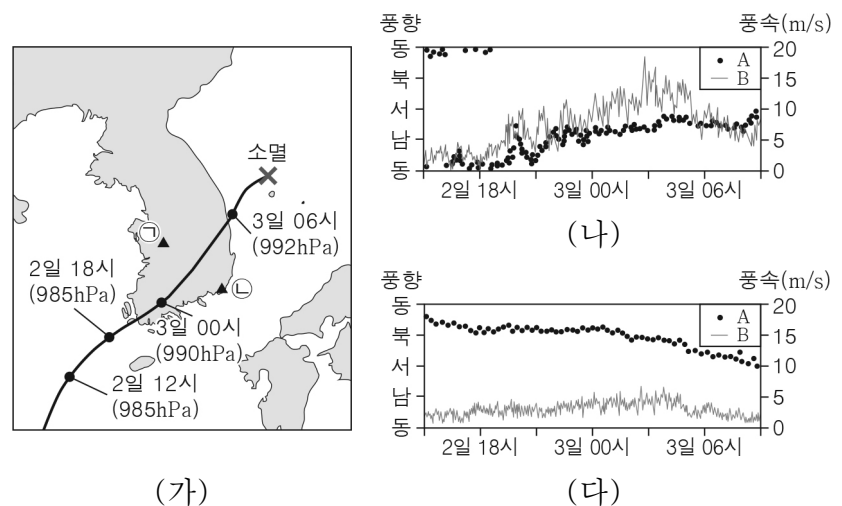 소멸
3일 06시
(992hPa)
㉠
2일 18시
(985hPa)
㉡
3일 00시
(990hPa)
2일 12시
(985hPa)
(가)
풍향
풍속(m/s)
동
북
서
남
동
20
15
10
5
0
A
B
2일 18시
3일 00시
3일 06시
(나)
풍향
풍속(m/s)
동
북
서
남
동
20
15
10
5
0
A
B
2일 18시
3일 00시
3일 06시
(다)